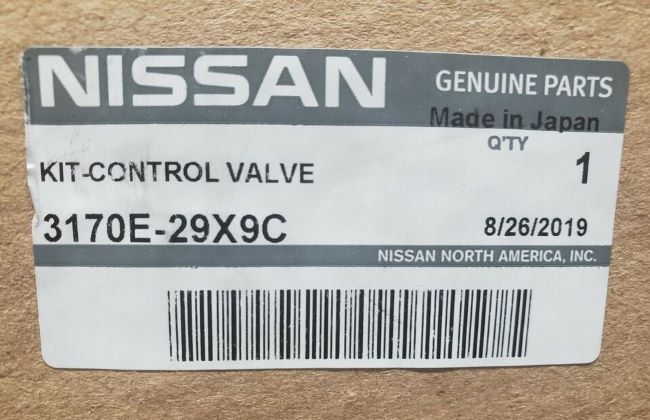 NISSAN
GENUINE PARTS
Made in Japan
Q'TY
KIT-CONTROL VALVE
1
3170E-29X9C
8/26/2019
NISSAN NORTH AMERICA, INC.